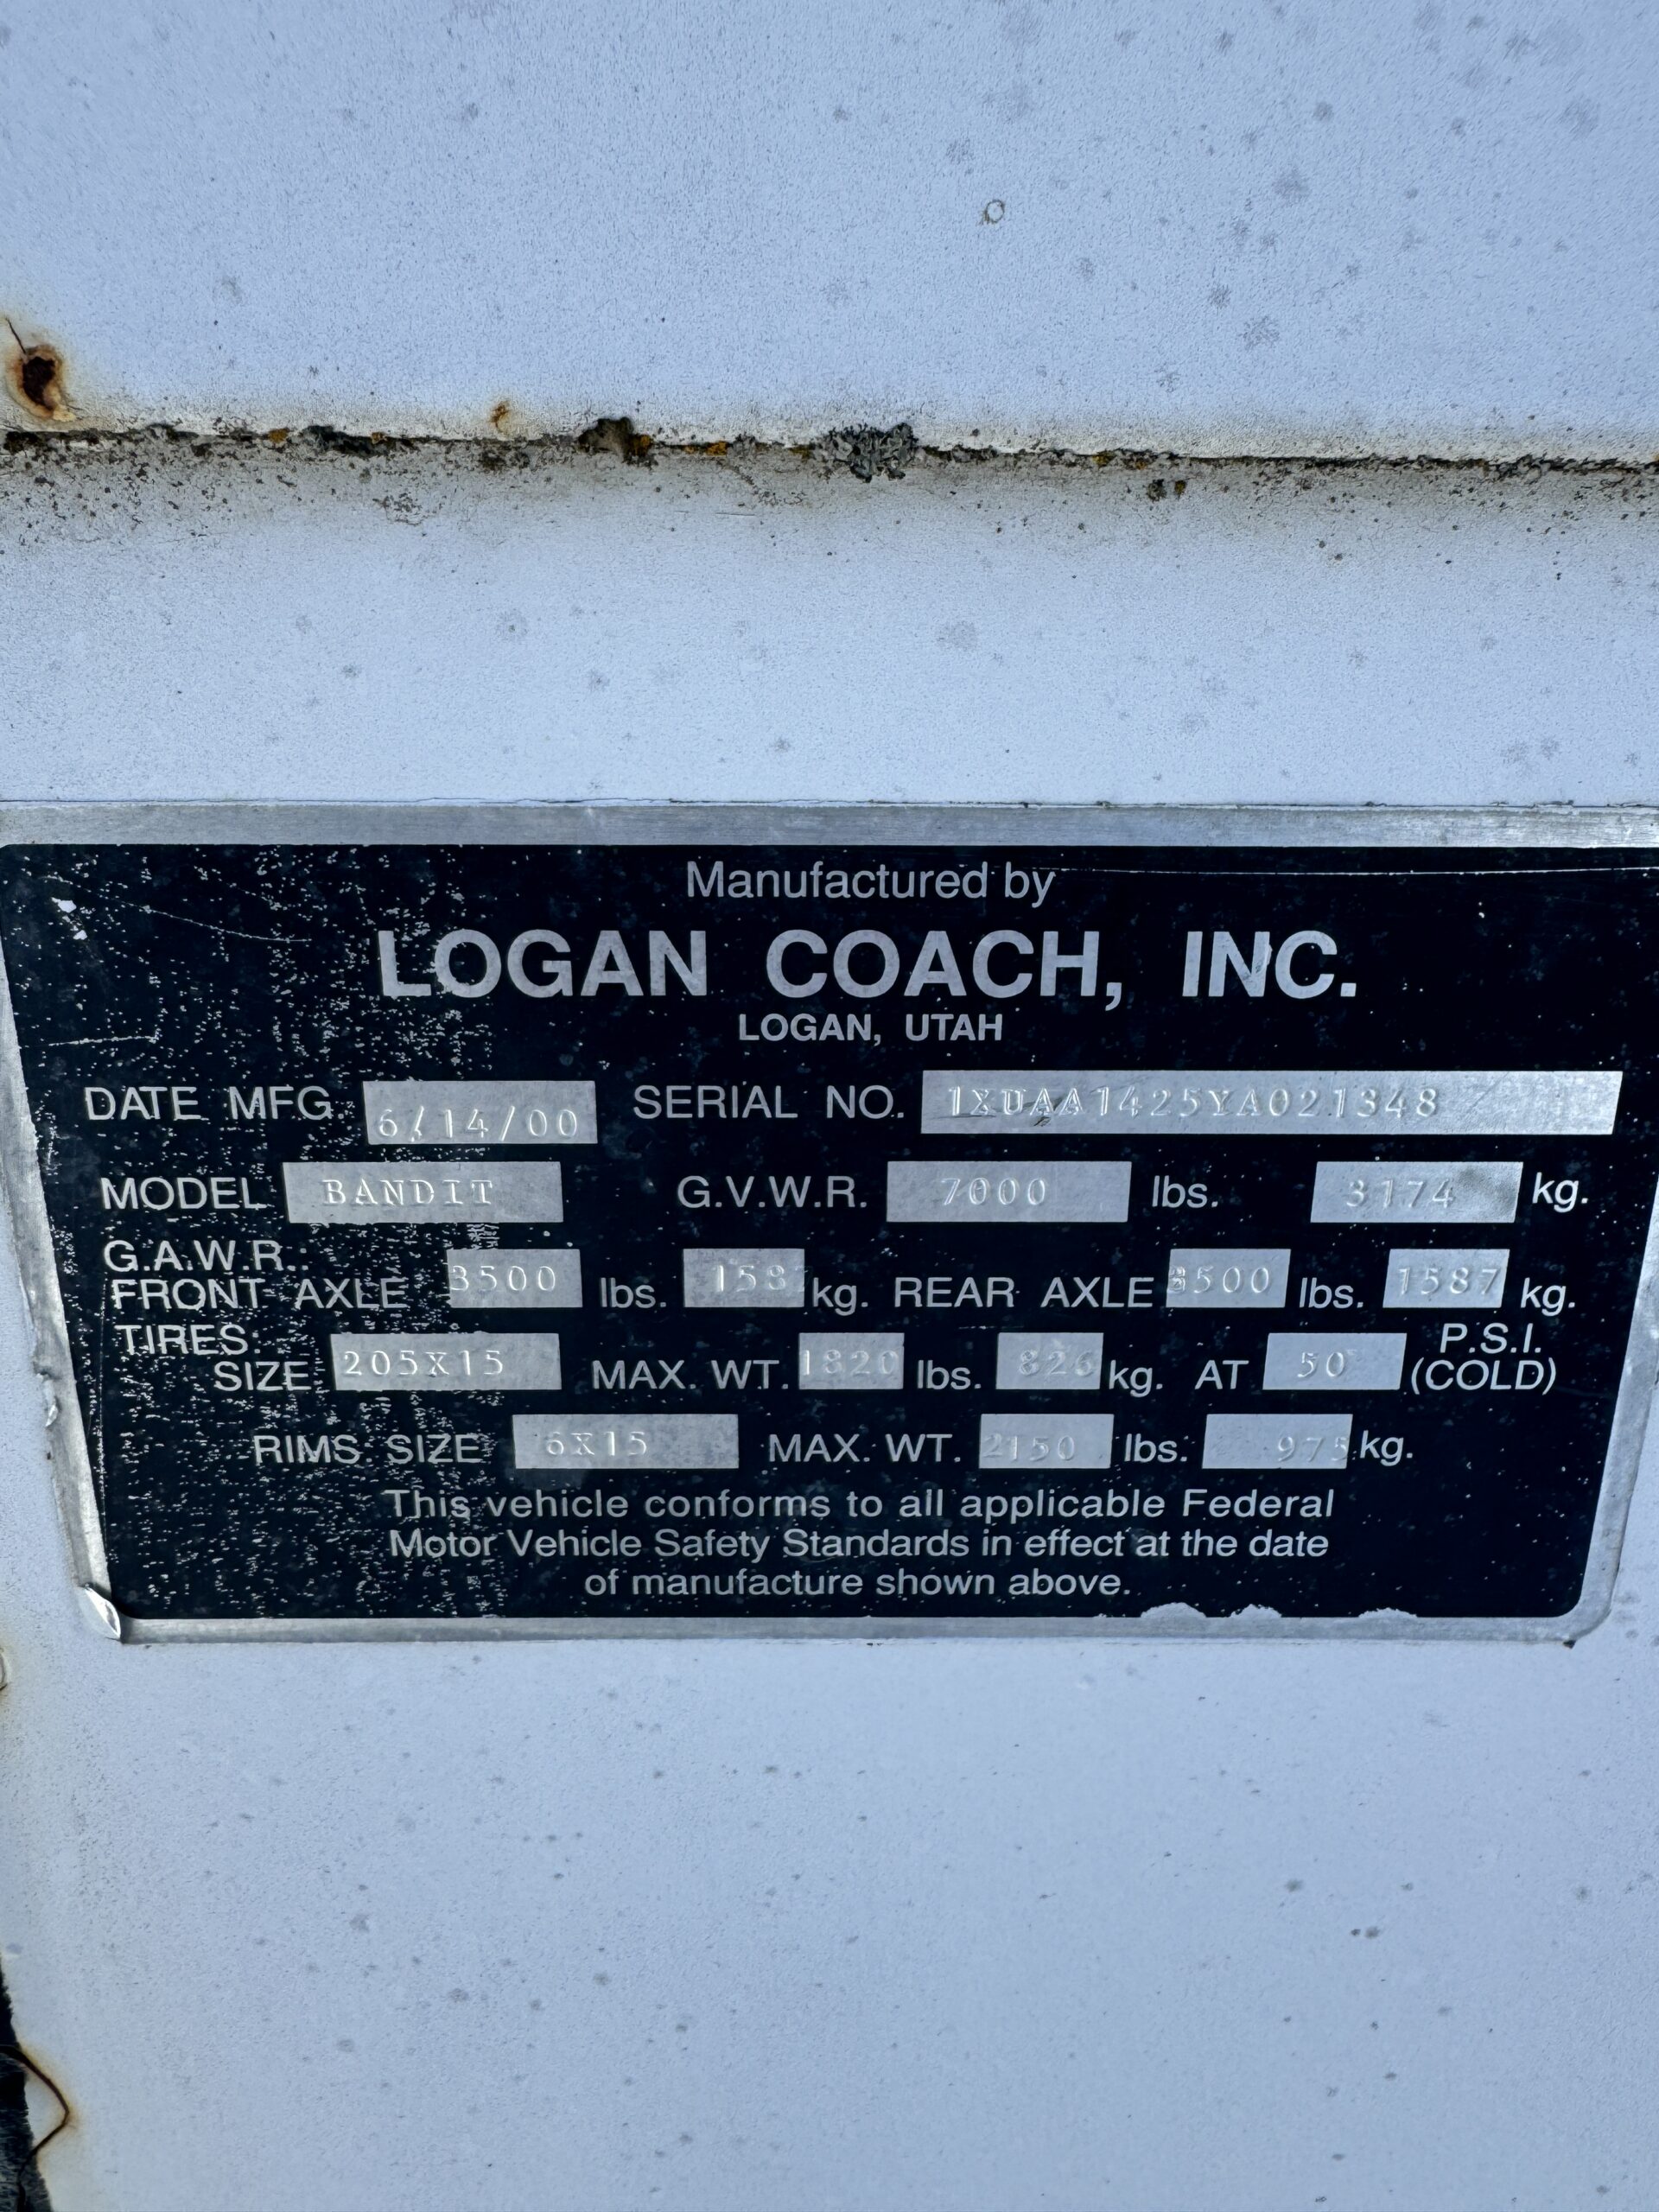 Manufactured by
LOGAN COACH, INC.
LOGAN, UTAH
DATE MFG. 6/14/00 SERIAL NO. 1XUAA1425YA021348
MODEL BANDIT G.V.W.R. 7000 lbs. 3174 kg.
G.A.W.R.:
FRONT AXLE 3500 lbs. 158 kg. REAR AXLE 3500 lbs. 1587 kg.
TIRES:
SIZE 205X15 MAX. WT. 1820 lbs. 826 kg. AT 50 P.S.I. (COLD)
RIMS SIZE 6X15 MAX. WT. 2150 lbs. 975 kg.
This vehicle conforms to all applicable Federal
Motor Vehicle Safety Standards in effect at the date
of manufacture shown above.